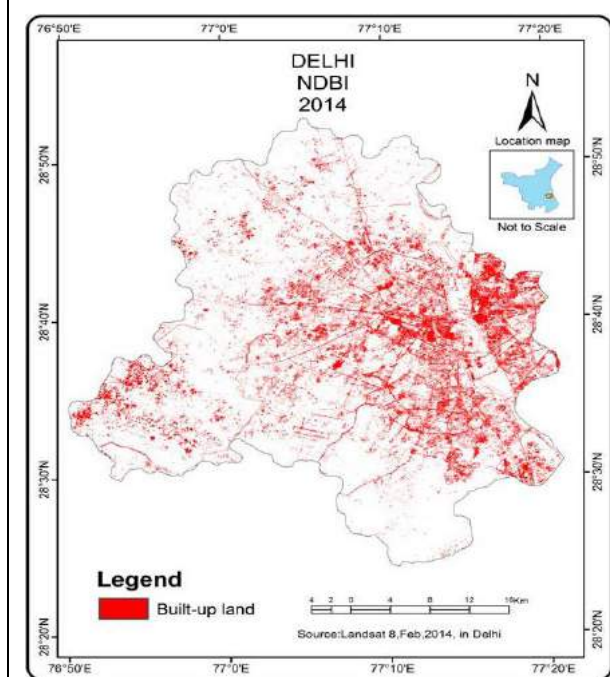 76°50'E 77°0'E 77°10'E 77°20'E
DELHI
NDBI
2014
N
Location map
Not to Scale
28°50'N 28°50'N
28°40'N 28°40'N
28°30'N 28°30'N
28°20'N 28°20'N
Legend
Built-up land
4 2 0 4 8 12 16Km
Source:Landsat 8,Feb,2014, in Delhi
76°50'E 77°0'E 77°10'E 77°20'E